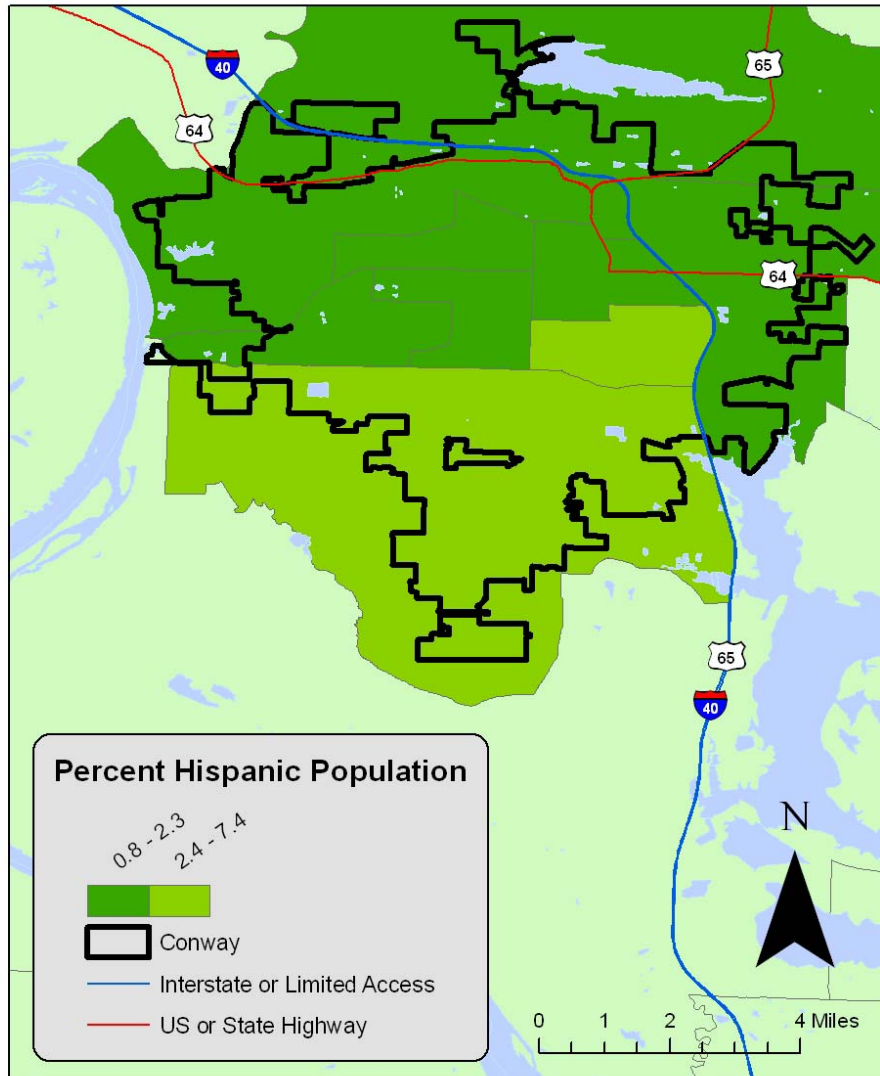 65
40
64
64
65
40
Percent Hispanic Population
0.8 - 2.3
2.4 - 7.4
Conway
Interstate or Limited Access
US or State Highway
N
0 1 2 4 Miles